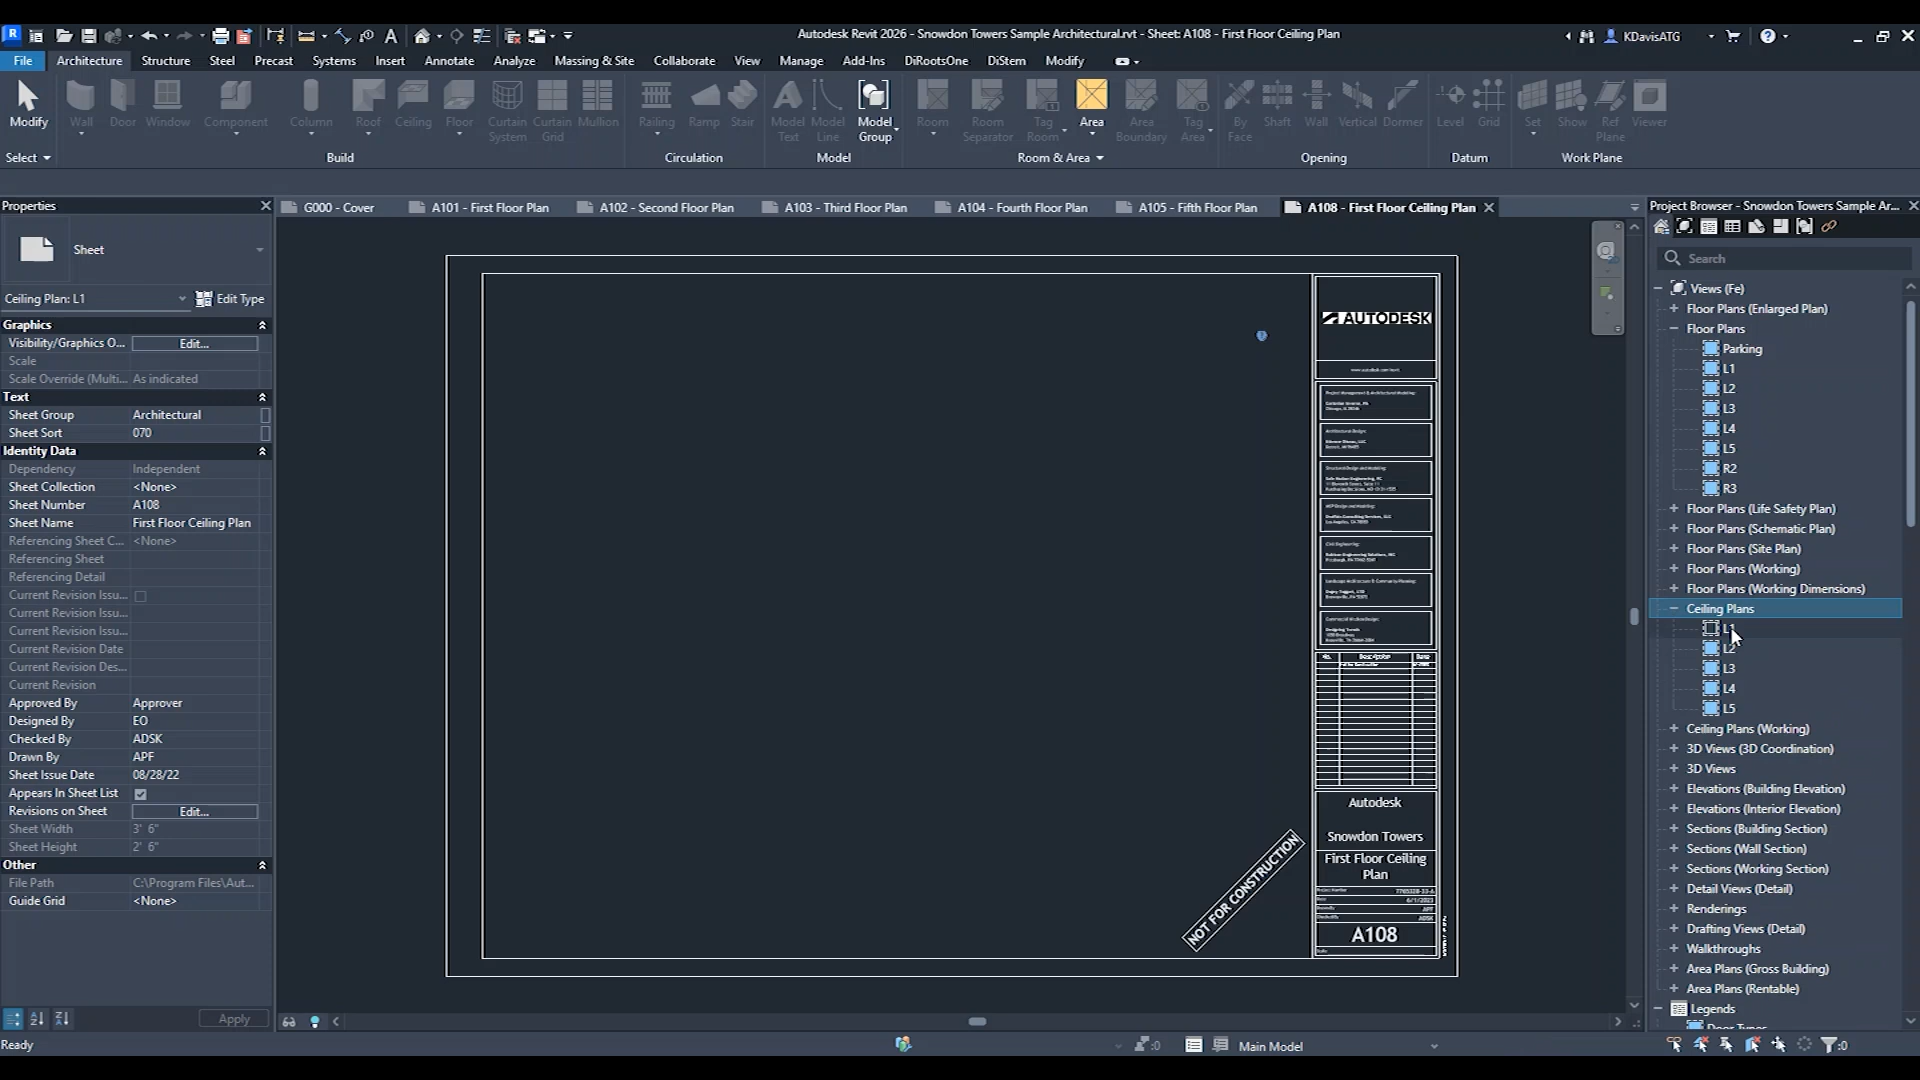 Autodesk Revit 2026 - Snowdon Towers Sample Architectural.rvt - Sheet: A108 - First Floor Ceiling Plan
KDavisATG
File Architecture Structure Steel Precast Systems Insert Annotate Analyze Massing & Site Collaborate View Manage Add-Ins DiRootsOne DiStem Modify
Modify
Wall Door Window Component Column Roof Ceiling Floor Curtain System Curtain Grid Mullion
Railing Ramp Stair
Model Text Model Line Model Group
Room Room Separator Tag Room Area Area Boundary Tag Area
By Face Shaft Wall Vertical Dormer
Level Grid
Set Show Ref Plane Viewer
Select Build Circulation Model Room & Area Opening Datum Work Plane
Properties
Sheet
Ceiling Plan: L1 Edit Type
Graphics
Visibility/Graphics O... Edit...
Scale
Scale Override (Multi... As indicated
Text
Sheet Group Architectural
Sheet Sort 070
Identity Data
Dependency Independent
Sheet Collection <None>
Sheet Number A108
Sheet Name First Floor Ceiling Plan
Referencing Sheet C... <None>
Referencing Sheet
Referencing Detail
Current Revision Issu...
Current Revision Issu...
Current Revision Issu...
Current Revision Date
Current Revision Des...
Current Revision
Approved By Approver
Designed By EO
Checked By ADSK
Drawn By APF
Sheet Issue Date 08/28/22
Appears In Sheet List
Revisions on Sheet Edit...
Sheet Width 3' 6"
Sheet Height 2' 6"
Other
File Path C:\Program Files\Aut...
Guide Grid <None>
Apply
G000 - Cover A101 - First Floor Plan A102 - Second Floor Plan A103 - Third Floor Plan A104 - Fourth Floor Plan A105 - Fifth Floor Plan A108 - First Floor Ceiling Plan
AUTODESK
No. Description Date
Autodesk
Snowdon Towers
First Floor Ceiling
Plan
A108
NOT FOR CONSTRUCTION
Project Browser - Snowdon Towers Sample Ar...
Search
Views (Fe)
Floor Plans (Enlarged Plan)
Floor Plans
Parking
L1
L2
L3
L4
L5
R2
R3
Floor Plans (Life Safety Plan)
Floor Plans (Schematic Plan)
Floor Plans (Site Plan)
Floor Plans (Working)
Floor Plans (Working Dimensions)
Ceiling Plans
L1
L2
L3
L4
L5
Ceiling Plans (Working)
3D Views (3D Coordination)
3D Views
Elevations (Building Elevation)
Elevations (Interior Elevation)
Sections (Building Section)
Sections (Wall Section)
Sections (Working Section)
Detail Views (Detail)
Renderings
Drafting Views (Detail)
Walkthroughs
Area Plans (Gross Building)
Area Plans (Rentable)
Legends
Door Types
Ready
:0
Main Model
:0